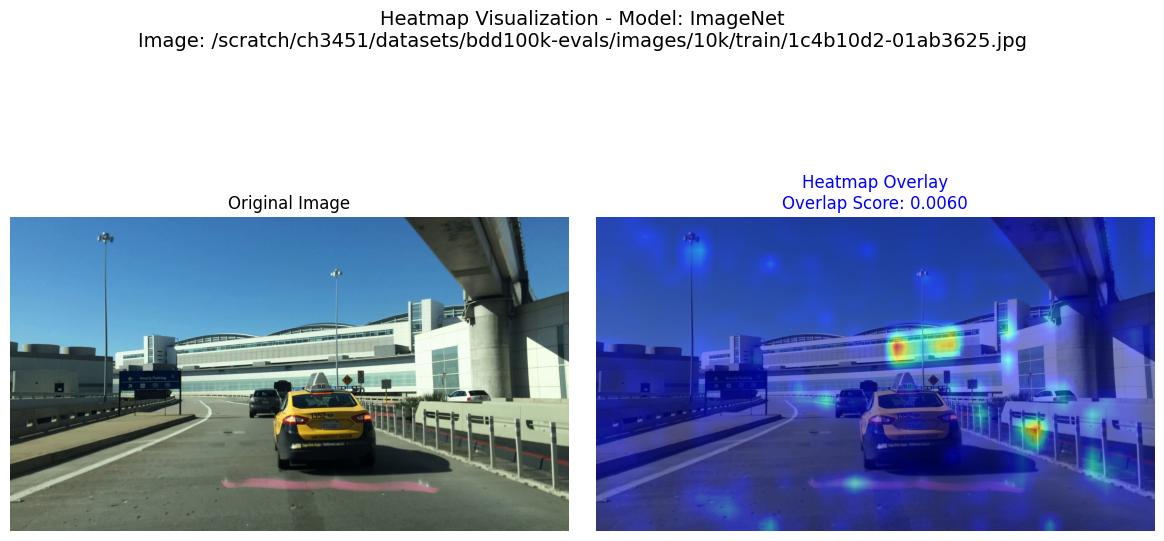 Heatmap Visualization - Model: ImageNet
Image: /scratch/ch3451/datasets/bdd100k-evals/images/10k/train/1c4b10d2-01ab3625.jpg
Original Image
Heatmap Overlay
Overlap Score: 0.0060